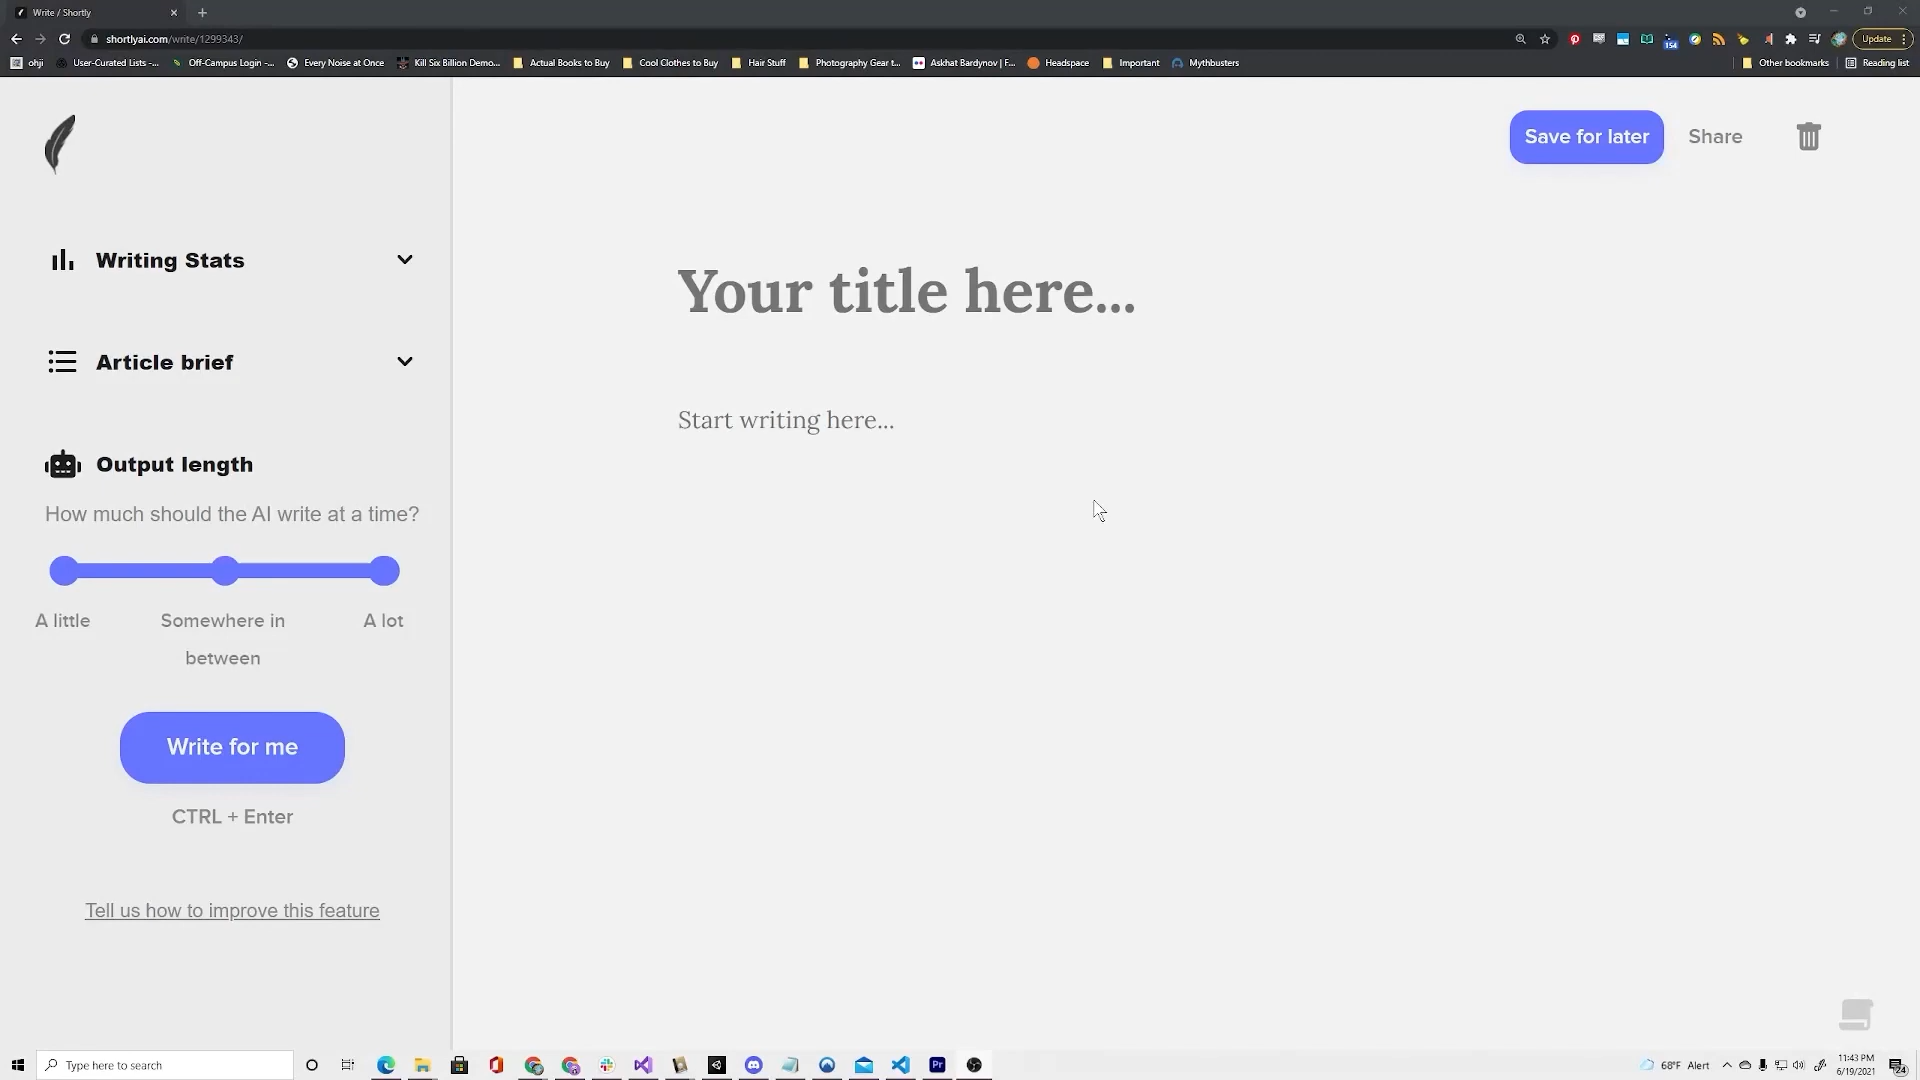 Write / Shortly
shortlyai.com/write/1299343/
Update
ohji
User-Curated Lists -...
Off-Campus Login -...
Every Noise at Once
Kill Six Billion Demo...
Actual Books to Buy
Cool Clothes to Buy
Hair Stuff
Photography Gear t...
Askhat Bardynov | F...
Headspace
Important
Mythbusters
Other bookmarks
Reading list
154
Save for later
Share
Writing Stats
Your title here...
Article brief
Start writing here...
Output length
How much should the AI write at a time?
A little
Somewhere in
between
A lot
Write for me
CTRL + Enter
Tell us how to improve this feature
Type here to search
Pr
68°F Alert
11:43 PM
6/19/2021
24